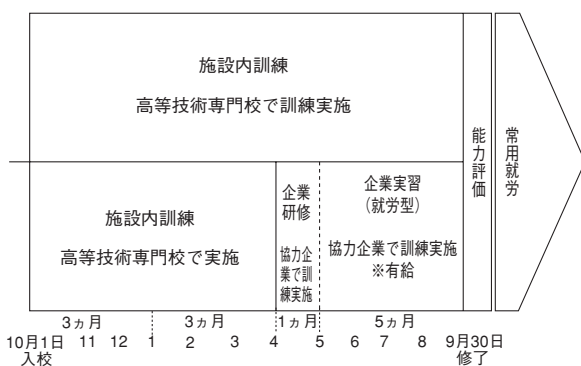 施設内訓練
高等技術専門校で訓練実施
能力評価
常用就労
施設内訓練
高等技術専門校で実施
企業
研修
協力企
業で訓
練実施
企業実習
(就労型)
協力企業で訓練実施
※有給
3ヵ月 3ヵ月 1ヵ月 5ヵ月
10月1日 11 12 1 2 3 4 5 6 7 8 9月30日
入校 修了